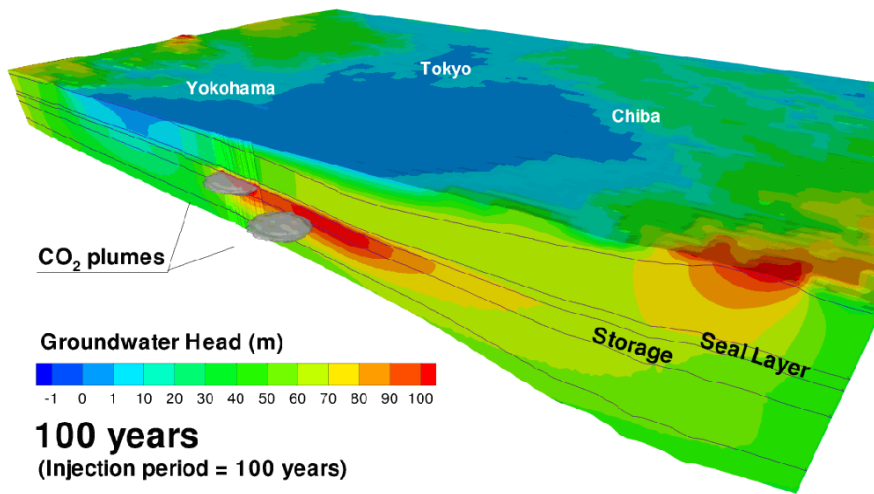 Tokyo
Yokohama
Chiba
CO₂ plumes
Storage
Seal Layer
Groundwater Head (m)
-1 0 1 10 20 30 40 50 60 70 80 90 100
100 years
(Injection period = 100 years)